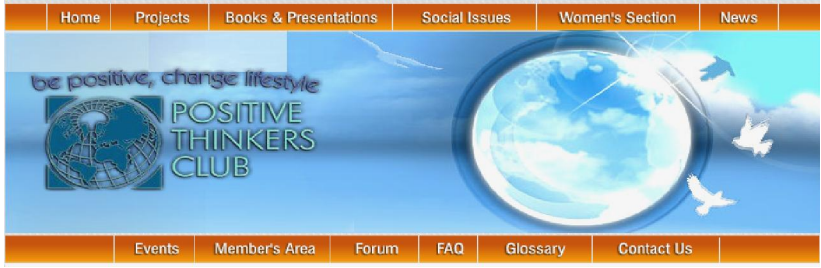 Home Projects Books & Presentations Social Issues Women's Section News
be positive, change lifestyle
POSITIVE
THINKERS
CLUB
Events Member's Area Forum FAQ Glossary Contact Us